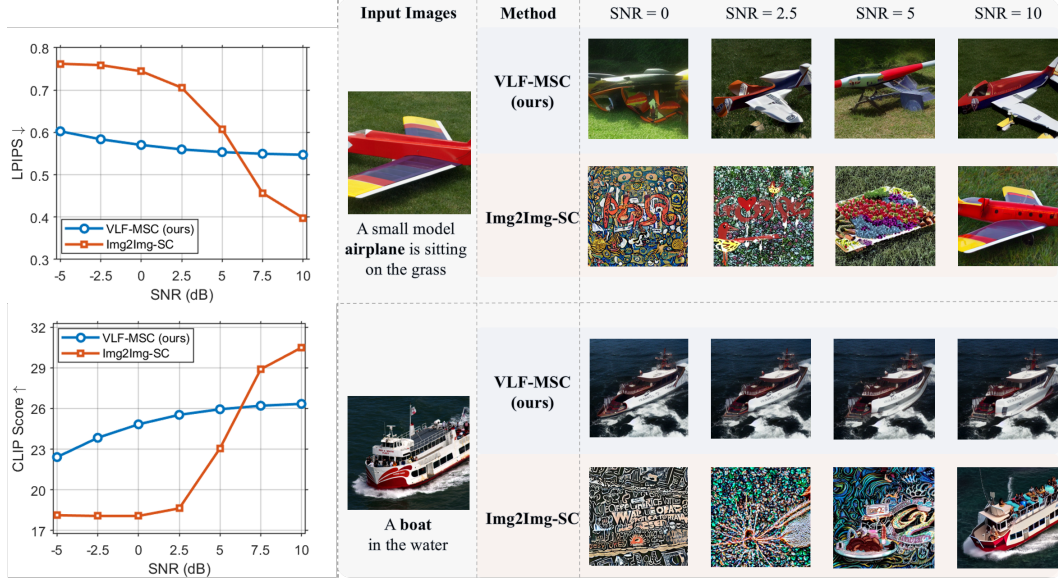 Input Images
Method
SNR = 0
SNR = 2.5
SNR = 5
SNR = 10
0.8
0.7
0.6
0.5
0.4
0.3
LPIPS ↓
VLF-MSC (ours)
Img2Img-SC
-5
-2.5
0
2.5
5
7.5
10
SNR (dB)
A small model
airplane is sitting
on the grass
VLF-MSC
(ours)
Img2Img-SC
32
29
26
23
20
17
CLIP Score ↑
VLF-MSC (ours)
Img2Img-SC
-5
-2.5
0
2.5
5
7.5
10
SNR (dB)
A boat
in the water
VLF-MSC
(ours)
Img2Img-SC